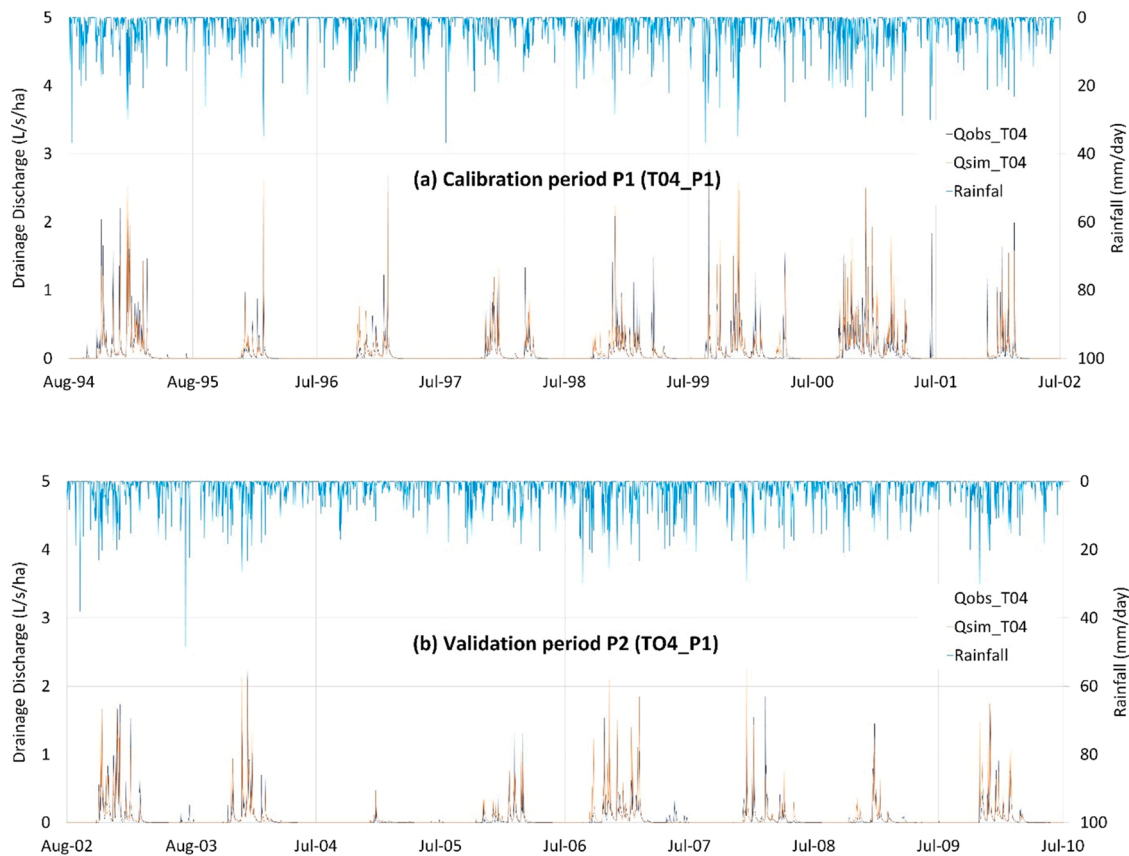 5 0
4 20
3 40
2 60
1 80
0 100
Drainage Discharge (L/s/ha)
Rainfall (mm/day)
Qobs_T04
Qsim_T04
Rainfal
(a) Calibration period P1 (T04_P1)
Aug-94 Aug-95 Jul-96 Jul-97 Jul-98 Jul-99 Jul-00 Jul-01 Jul-02
5 0
4 20
3 40
2 60
1 80
0 100
Drainage Discharge (L/s/ha)
Rainfall (mm/day)
Qobs_T04
Qsim_T04
Rainfall
(b) Validation period P2 (TO4_P1)
Aug-02 Aug-03 Jul-04 Jul-05 Jul-06 Jul-07 Jul-08 Jul-09 Jul-10